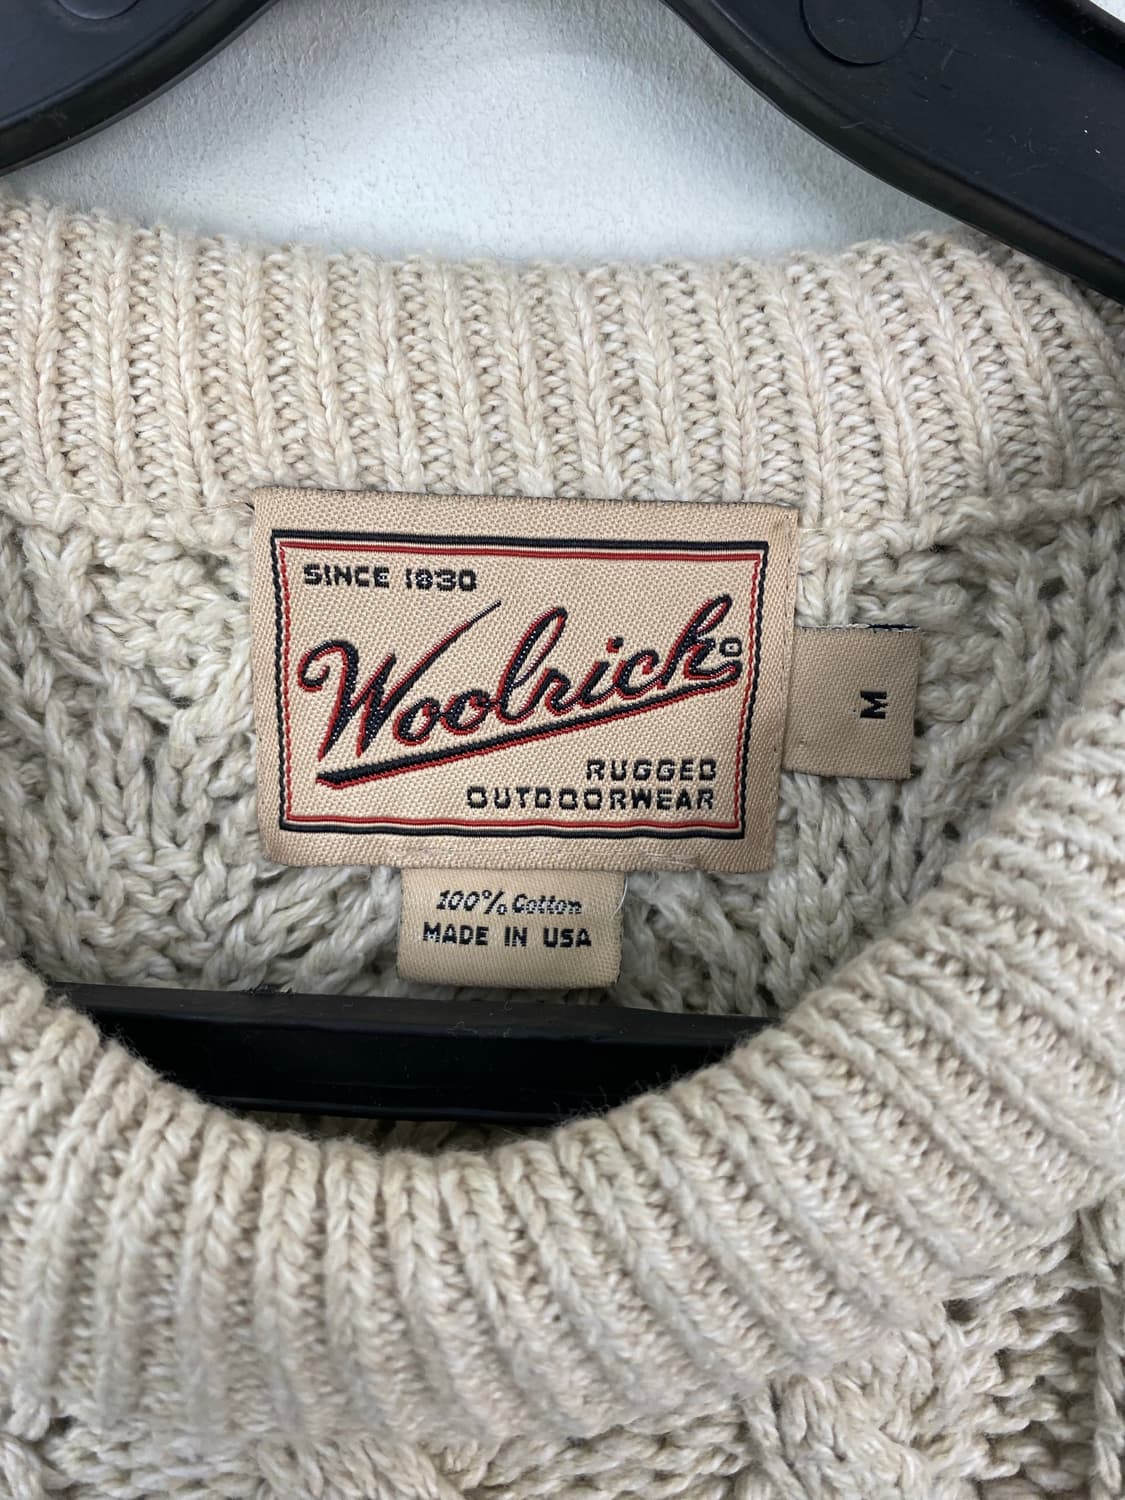 SINCE 1830
Woolrich®
RUGGED
OUTDOORWEAR
M
100% Cotton
MADE IN USA